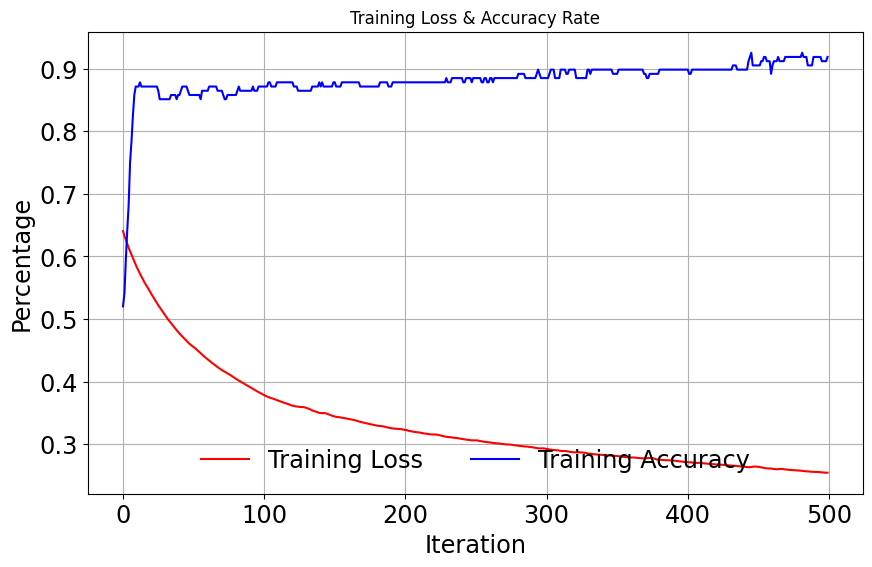 Training Loss & Accuracy Rate
0.9
0.8
0.7
0.6
0.5
0.4
0.3
Percentage
Training Loss Training Accuracy
0 100 200 300 400 500
Iteration